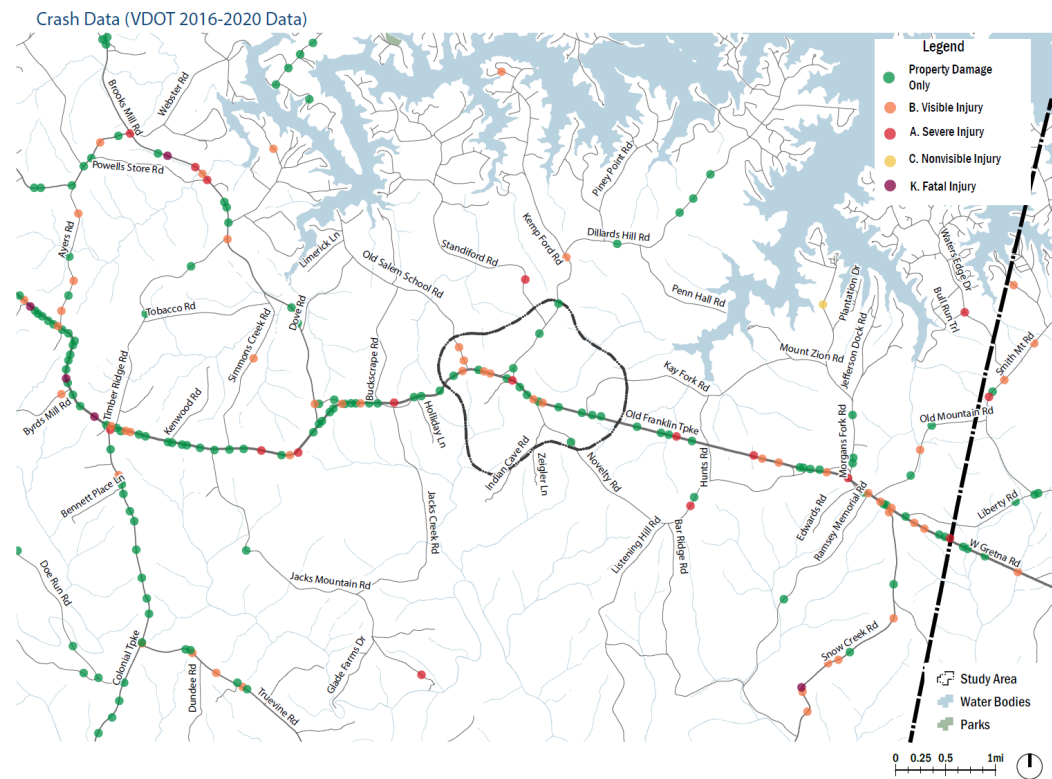 Crash Data (VDOT 2016-2020 Data)
Legend
Property Damage
Only
B. Visible Injury
A. Severe Injury
C. Nonvisible Injury
K. Fatal Injury
Brooks Mill Rd
Webster Rd
Powells Store Rd
Piney Point Rd
Ayers Rd
Limerick Ln
Standiford Rd
Kemp Ford Rd
Dillards Hill Rd
Waters Edge Dr
Old Salem School Rd
Penn Hall Rd
Plantation Dr
Bull Run Trl
Tobacco Rd
Dove Rd
Simmons Creek Rd
Jefferson Dock Rd
Smith Mt Rd
Timber Ridge Rd
Buckscrape Rd
Mount Zion Rd
Kay Fork Rd
Byrds Mill Rd
Kenwood Rd
Holliday Ln
Old Franklin Tpke
Morgans Fork Rd
Old Mountain Rd
Indian Cave Rd
Zeigler Ln
Novelty Rd
Hunt
Bennett Place Ln
Jacks Creek Rd
Listening Hill Rd
Bar Ridge Rd
Edwards Rd
Ramsey Memorial Rd
Liberty Rd
W Gretna Rd
Doe Run Rd
Jacks Mountain Rd
Colonial Tpke
Snow Creek Rd
Dundee Rd
Truevine Rd
Glade Farms Dr
Study Area
Water Bodies
Parks
0 0.25 0.5 1mi